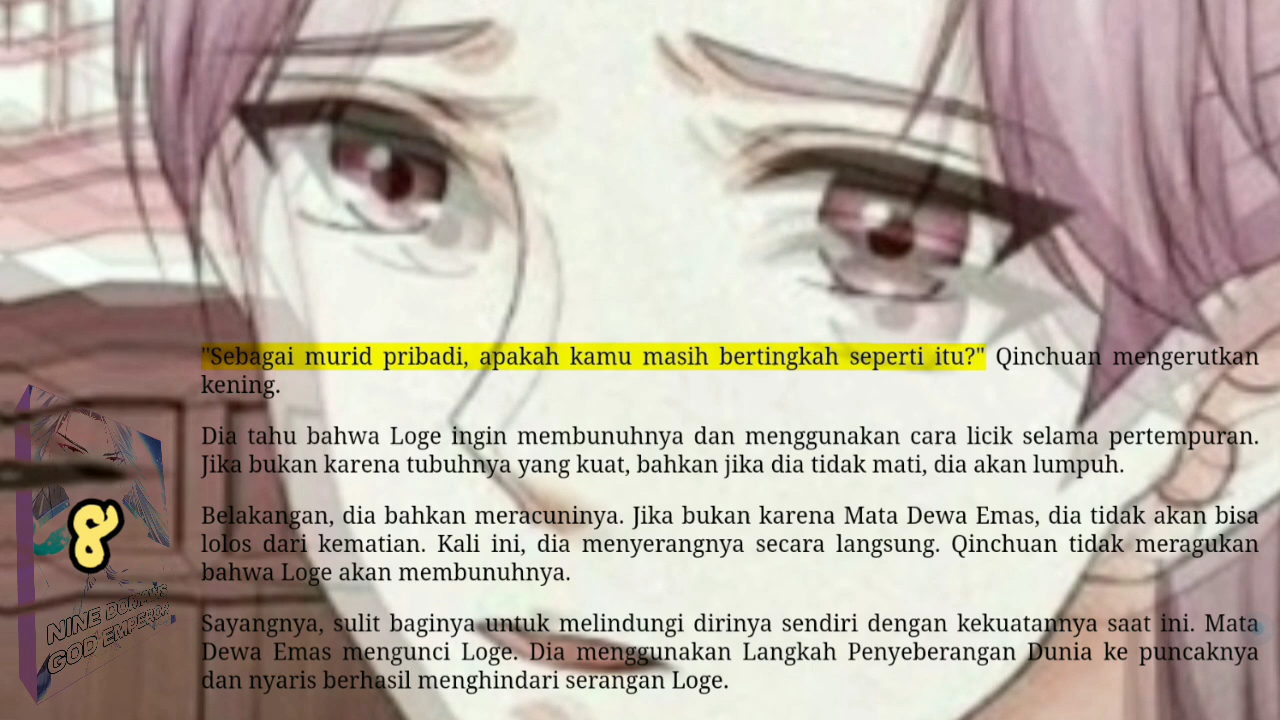 "Sebagai murid pribadi, apakah kamu masih bertingkah seperti itu?" Qinchuan mengerutkan
kening.
Dia tahu bahwa Loge ingin membunuhnya dan menggunakan cara licik selama pertempuran.
Jika bukan karena tubuhnya yang kuat, bahkan jika dia tidak mati, dia akan lumpuh.
Belakangan, dia bahkan meracuninya. Jika bukan karena Mata Dewa Emas, dia tidak akan bisa
lolos dari kematian. Kali ini, dia menyerangnya secara langsung. Qinchuan tidak meragukan
bahwa Loge akan membunuhnya.
Sayangnya, sulit baginya untuk melindungi dirinya sendiri dengan kekuatannya saat ini. Mata
Dewa Emas mengunci Loge. Dia menggunakan Langkah Penyeberangan Dunia ke puncaknya
dan nyaris berhasil menghindari serangan Loge.
8
NINE DOMAINS
GOD EMPEROR